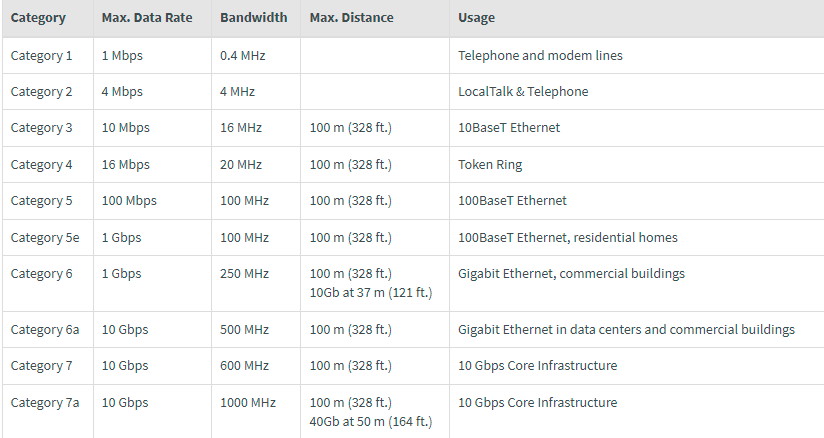 Category Max. Data Rate Bandwidth Max. Distance Usage
Category 1 1 Mbps 0.4 MHz Telephone and modem lines
Category 2 4 Mbps 4 MHz LocalTalk & Telephone
Category 3 10 Mbps 16 MHz 100 m (328 ft.) 10BaseT Ethernet
Category 4 16 Mbps 20 MHz 100 m (328 ft.) Token Ring
Category 5 100 Mbps 100 MHz 100 m (328 ft.) 100BaseT Ethernet
Category 5e 1 Gbps 100 MHz 100 m (328 ft.) 100BaseT Ethernet, residential homes
Category 6 1 Gbps 250 MHz 100 m (328 ft.) Gigabit Ethernet, commercial buildings
10Gb at 37 m (121 ft.)
Category 6a 10 Gbps 500 MHz 100 m (328 ft.) Gigabit Ethernet in data centers and commercial buildings
Category 7 10 Gbps 600 MHz 100 m (328 ft.) 10 Gbps Core Infrastructure
Category 7a 10 Gbps 1000 MHz 100 m (328 ft.) 10 Gbps Core Infrastructure
40Gb at 50 m (164 ft.)